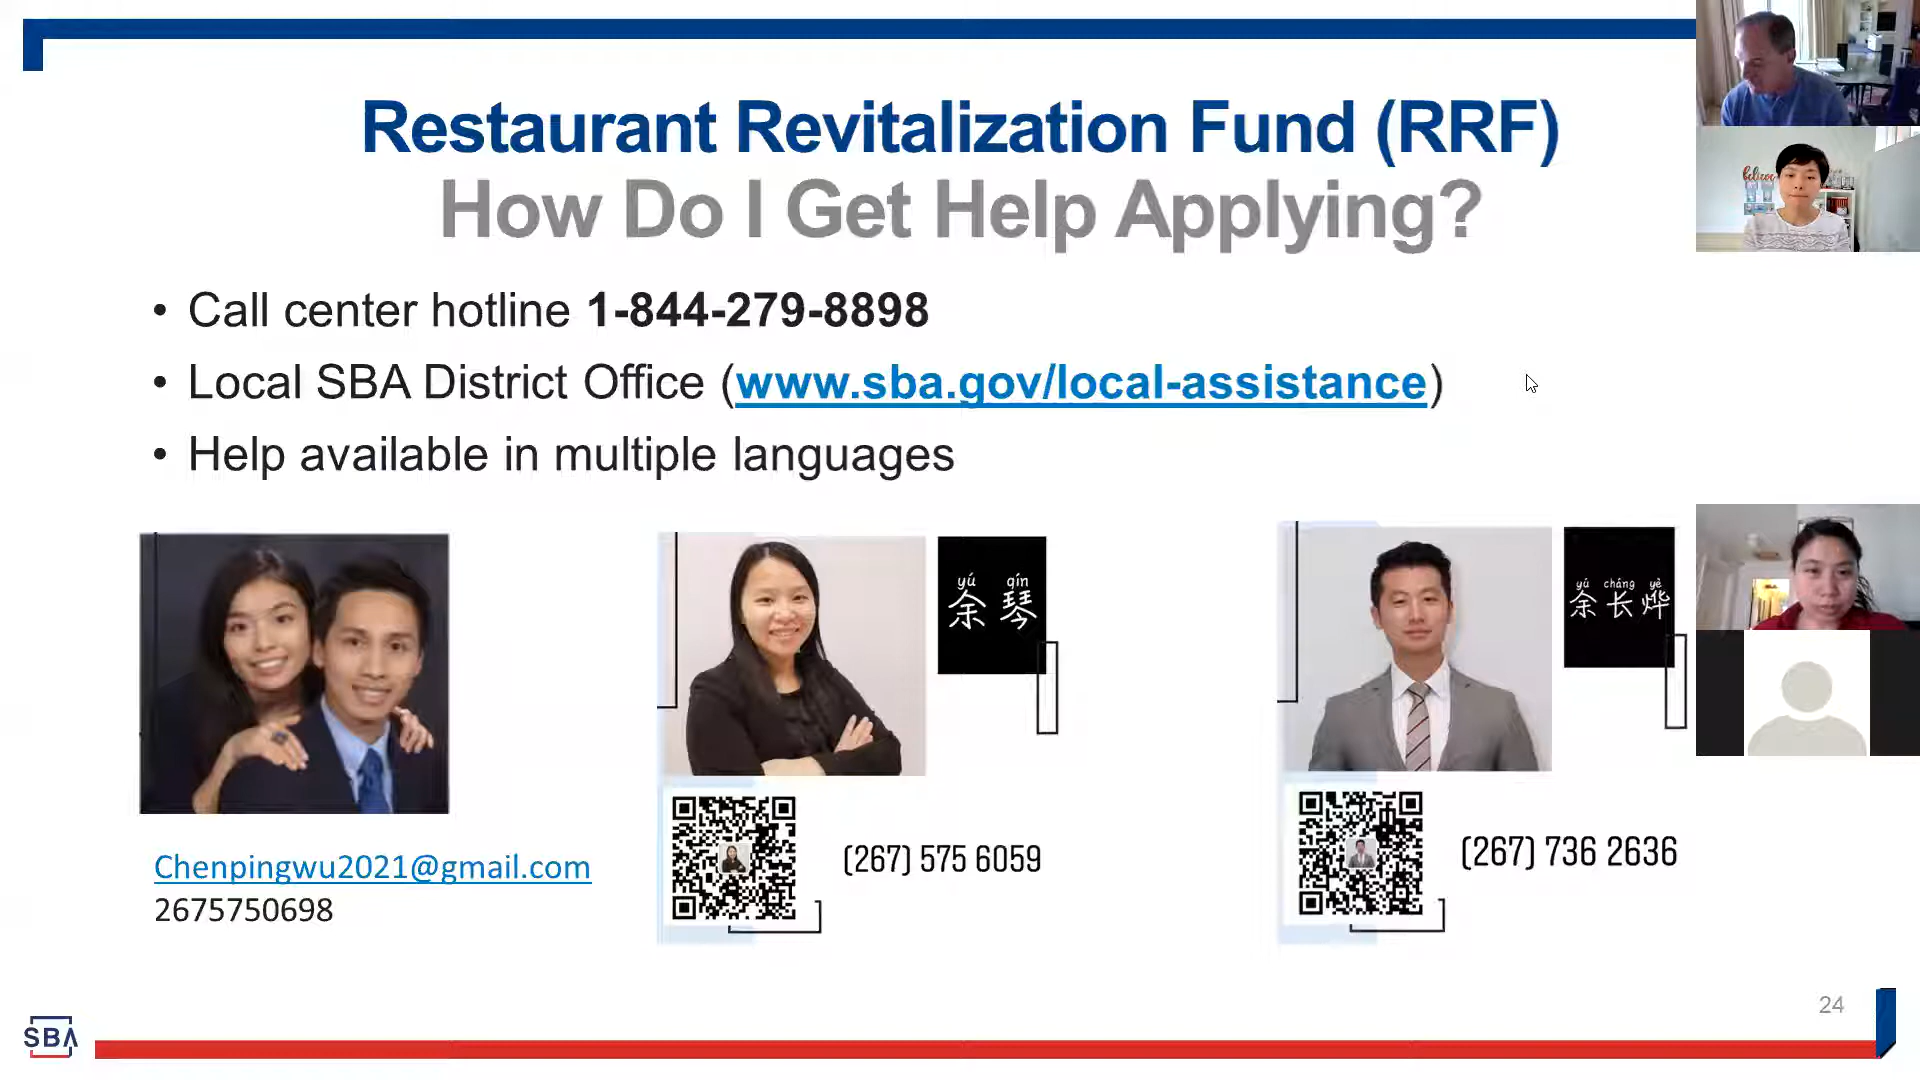 Restaurant Revitalization Fund (RRF)
How Do I Get Help Applying?
• Call center hotline 1-844-279-8898
• Local SBA District Office (www.sba.gov/local-assistance)
• Help available in multiple languages
yú qín
余 琴
yú cháng yè
余 长 烨
Chenpingwu2021@gmail.com
2675750698
(267) 575 6059
(267) 736 2636
24
SBA
believe